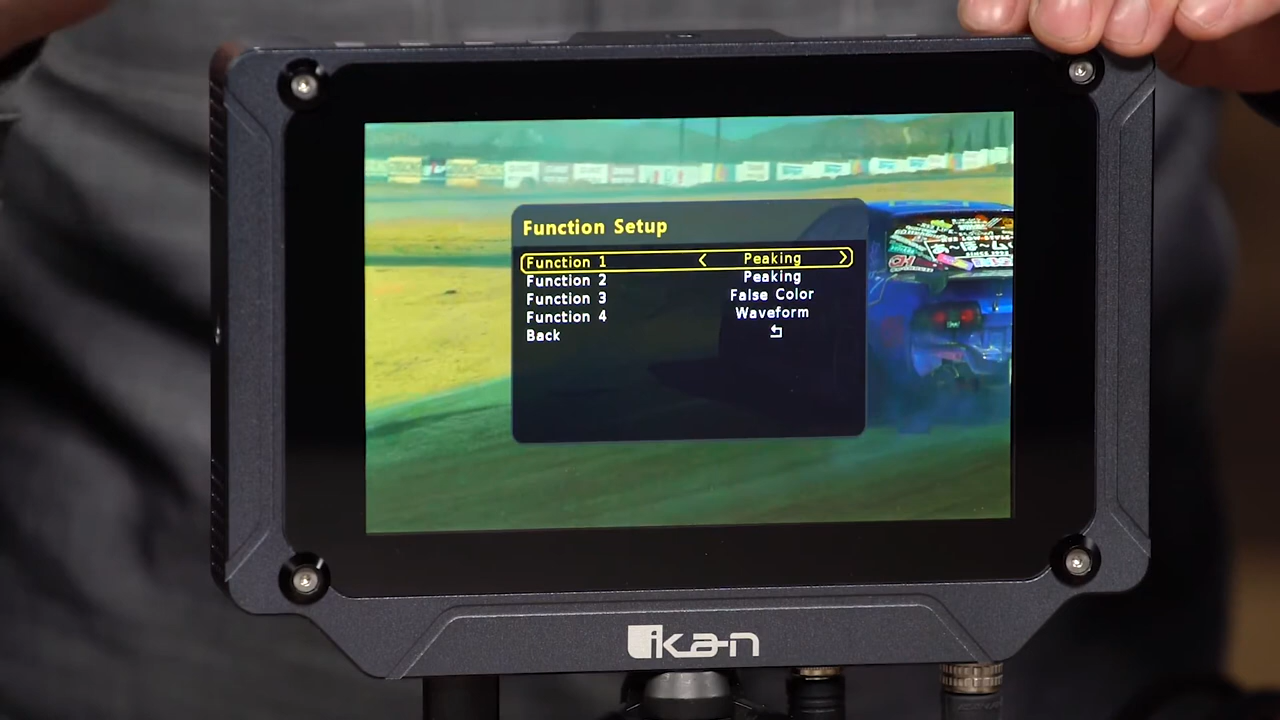 Function Setup
Function 1 < Peaking >
Function 2 Peaking
Function 3 False Color
Function 4 Waveform
Back
ikan